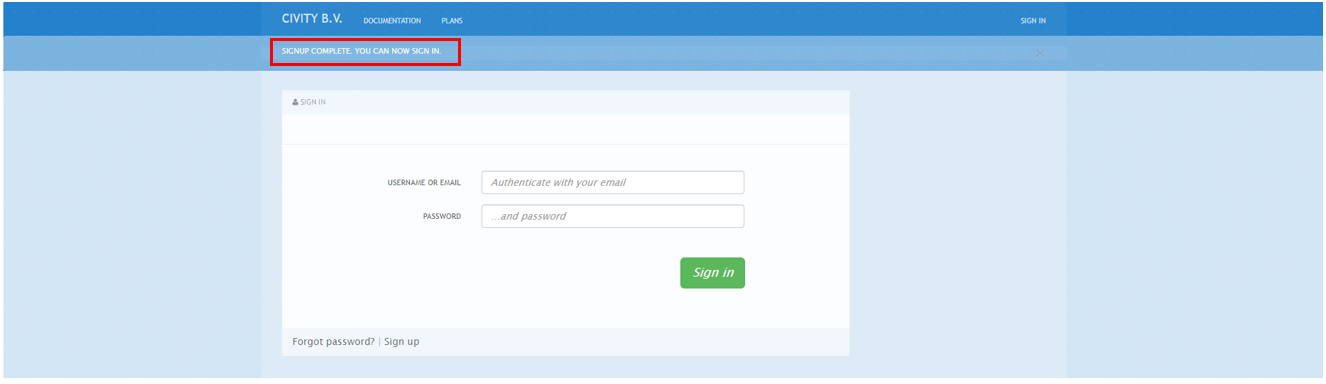 CIVITY B.V. DOCUMENTATION PLANS SIGN IN
SIGNUP COMPLETE. YOU CAN NOW SIGN IN.
SIGN IN
USERNAME OR EMAIL Authenticate with your email
PASSWORD ...and password
Sign in
Forgot password? | Sign up